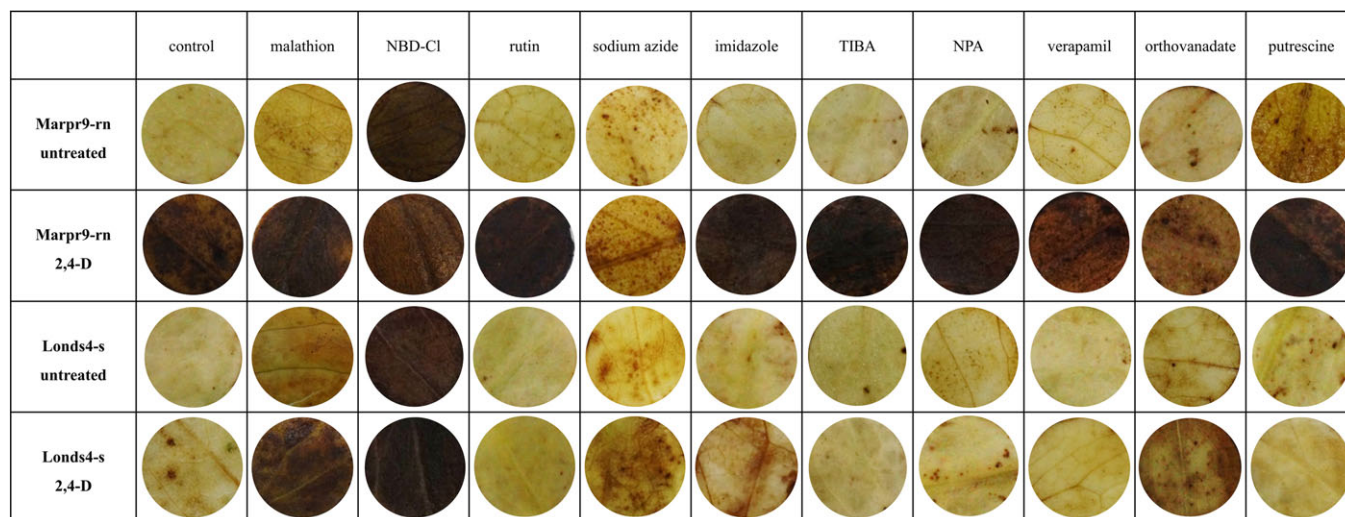 control malathion NBD-Cl rutin sodium azide imidazole TIBA NPA verapamil orthovanadate putrescine
Marpr9-rn
untreated
Marpr9-rn
2,4-D
Londs4-s
untreated
Londs4-s
2,4-D